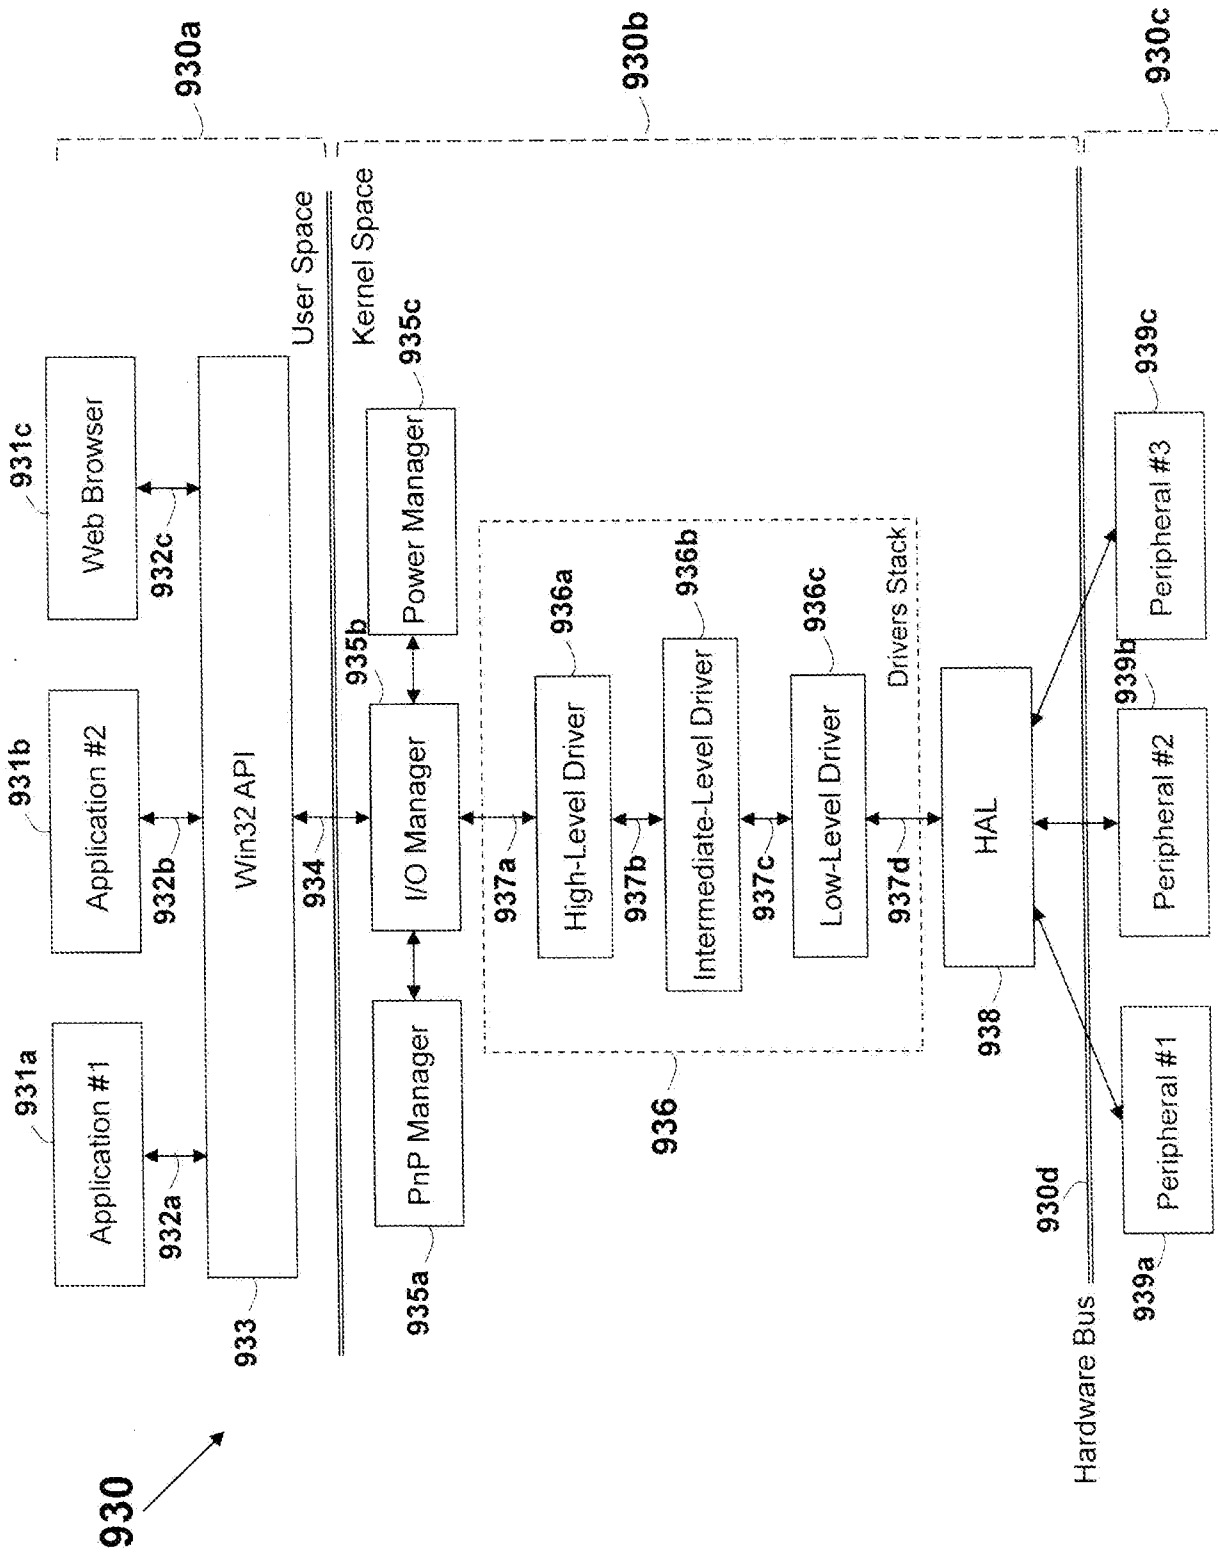 930
930a
930b
930c
931a
931b
931c
Application #1
Application #2
Web Browser
932a
932b
932c
933
Win32 API
934
User Space
Kernel Space
935a
935b
935c
PnP Manager
I/O Manager
Power Manager
937a
936a
High-Level Driver
937b
936b
Intermediate-Level Driver
937c
936c
Low-Level Driver
937d
Drivers Stack
936
HAL
938
930d
Hardware Bus
939a
939b
939c
Peripheral #1
Peripheral #2
Peripheral #3